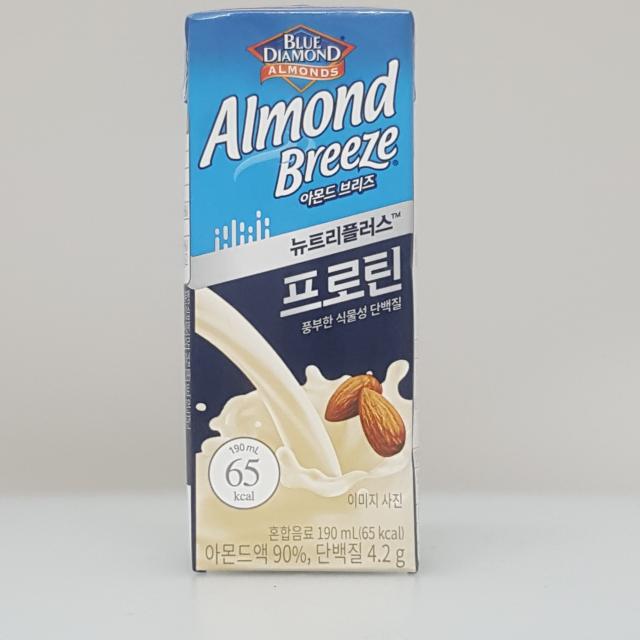 BLUE
DIAMOND
ALMONDS
Almond
Breeze®
아몬드 브리즈
뉴트리플러스™
프로틴
풍부한 식물성 단백질
190 mL
65
kcal
이미지 사진
혼합음료 190 mL(65 kcal)
아몬드액 90%, 단백질 4.2 g